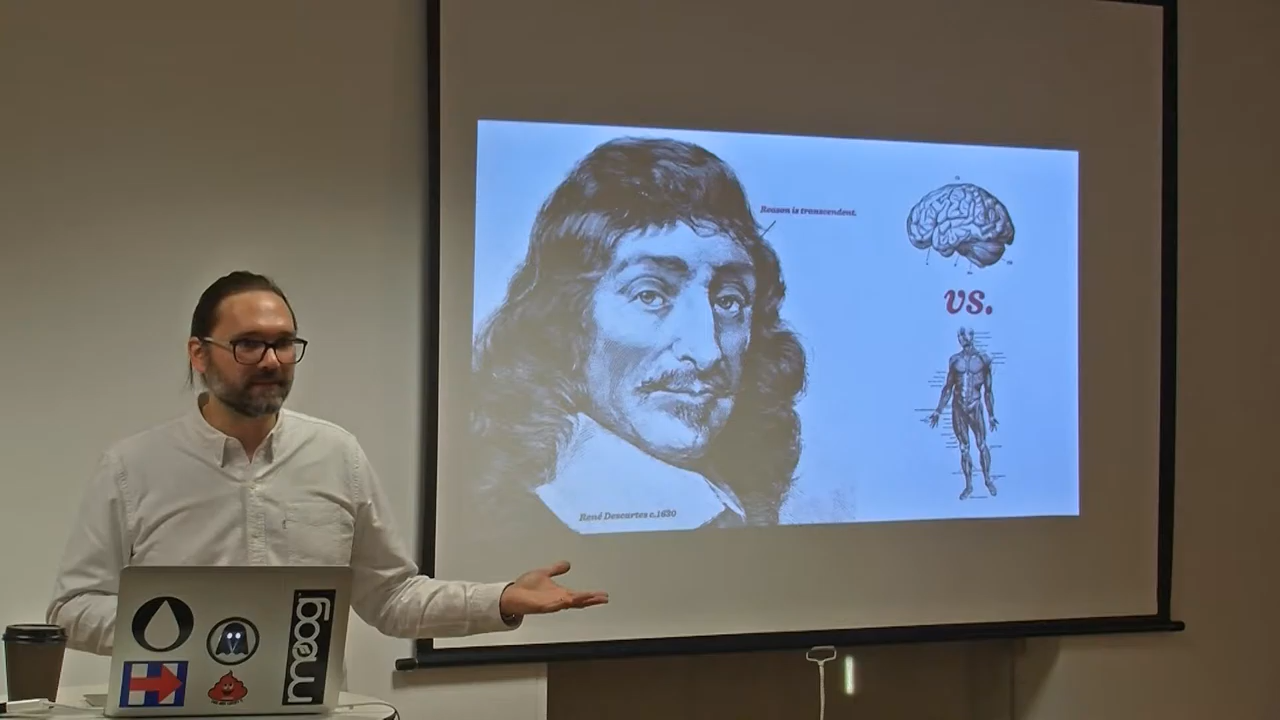 Reason is transcendent.
vs.
René Descartes c.1630
moog
H